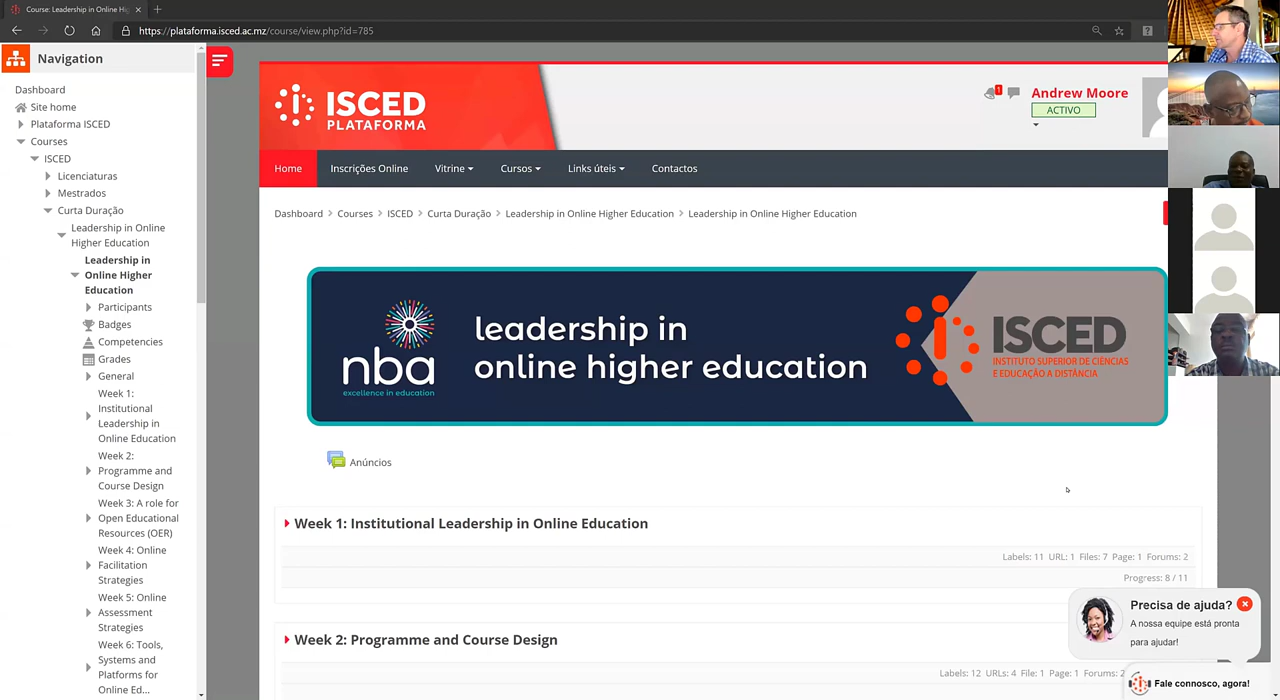 Course: Leadership in Online Hig
https://plataforma.isced.ac.mz/course/view.php?id=785
Navigation
Dashboard
Site home
Plataforma ISCED
Courses
ISCED
Licenciaturas
Mestrados
Curta Duração
Leadership in Online
Higher Education
Leadership in
Online Higher
Education
Participants
Badges
Competencies
Grades
General
Week 1:
Institutional
Leadership in
Online Education
Week 2:
Programme and
Course Design
Week 3: A role for
Open Educational
Resources (OER)
Week 4: Online
Facilitation
Strategies
Week 5: Online
Assessment
Strategies
Week 6: Tools,
Systems and
Platforms for
Online Ed...
ISCED
PLATAFORMA
1
Andrew Moore
ACTIVO
Home Inscrições Online Vitrine Cursos Links úteis Contactos
Dashboard > Courses > ISCED > Curta Duração > Leadership in Online Higher Education > Leadership in Online Higher Education
nba
excellence in education
leadership in
online higher education
ISCED
INSTITUTO SUPERIOR DE CIÊNCIAS
E EDUCAÇÃO A DISTÂNCIA
Anúncios
Week 1: Institutional Leadership in Online Education
Labels: 11 URL: 1 Files: 7 Page: 1 Forums: 2
Progress: 8 / 11
Week 2: Programme and Course Design
Labels: 12 URLs: 4 File: 1 Page: 1 Forums: 2
Precisa de ajuda?
A nossa equipe está pronta
para ajudar!
Fale connosco, agora!